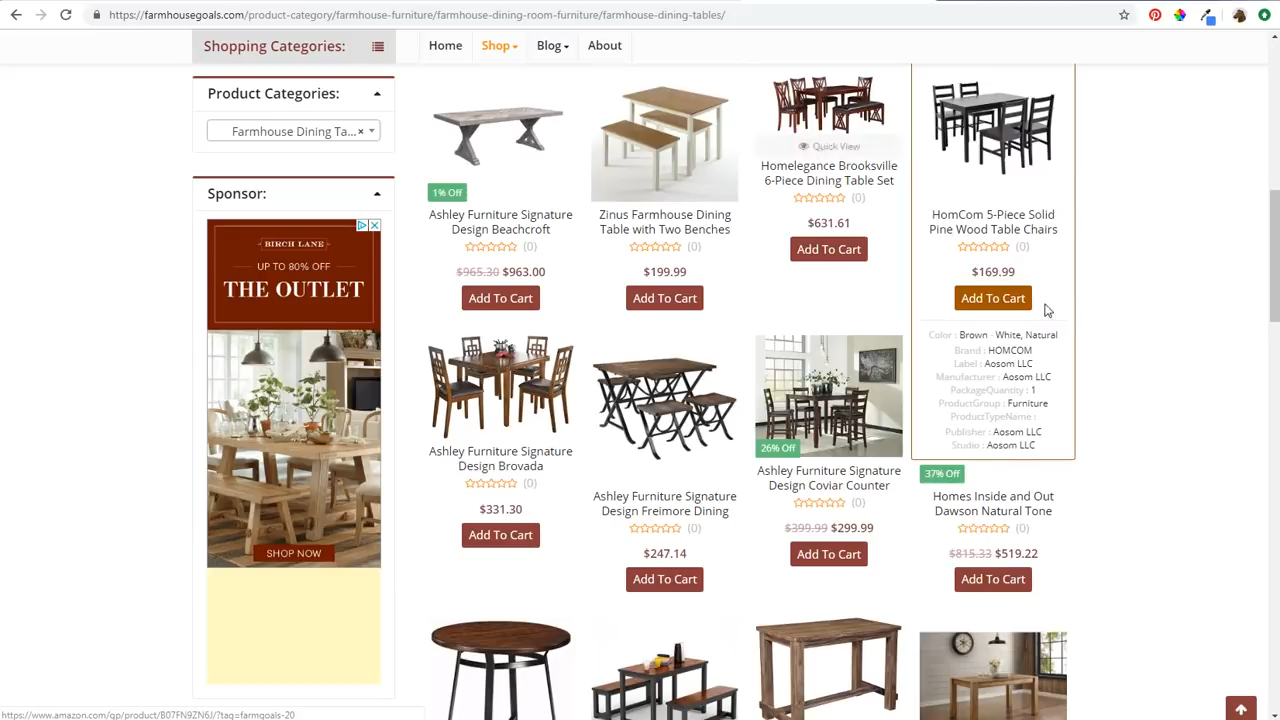 https://farmhousegoals.com/product-category/farmhouse-furniture/farmhouse-dining-room-furniture/farmhouse-dining-tables/
Shopping Categories:
Home
Shop
Blog
About
Product Categories:
Farmhouse Dining Ta... ×
Sponsor:
BIRCH LANE
UP TO 80% OFF
THE OUTLET
SHOP NOW
1% Off
Ashley Furniture Signature
Design Beachcroft
(0)
$965.30 $963.00
Add To Cart
Zinus Farmhouse Dining
Table with Two Benches
(0)
$199.99
Add To Cart
Quick View
Homelegance Brooksville
6-Piece Dining Table Set
(0)
$631.61
Add To Cart
HomCom 5-Piece Solid
Pine Wood Table Chairs
(0)
$169.99
Add To Cart
Color : Brown · White, Natural
Brand : HOMCOM
Label : Aosom LLC
Manufacturer : Aosom LLC
PackageQuantity : 1
ProductGroup : Furniture
ProductTypeName :
Publisher : Aosom LLC
Studio : Aosom LLC
Ashley Furniture Signature
Design Brovada
(0)
$331.30
Add To Cart
Ashley Furniture Signature
Design Freimore Dining
(0)
$247.14
Add To Cart
26% Off
Ashley Furniture Signature
Design Coviar Counter
(0)
$399.99 $299.99
Add To Cart
37% Off
Homes Inside and Out
Dawson Natural Tone
(0)
$815.33 $519.22
Add To Cart
https://www.amazon.com/gp/product/B07FN9ZN6J/?tag=farmgoals-20